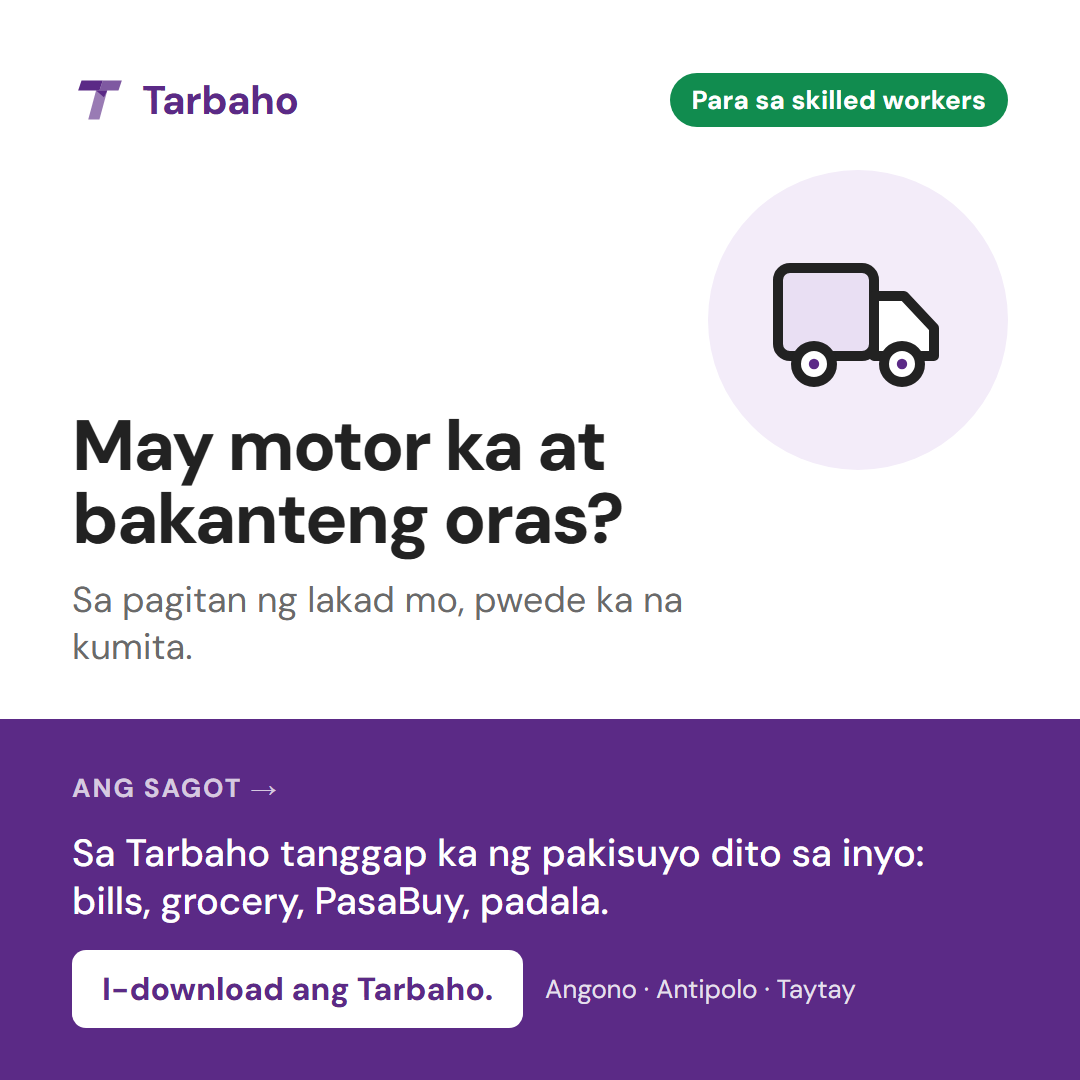 Tarbaho
Para sa skilled workers
May motor ka at
bakanteng oras?
Sa pagitan ng lakad mo, pwede ka na
kumita.
ANG SAGOT →
Sa Tarbaho tanggap ka ng pakisuyo dito sa inyo:
bills, grocery, PasaBuy, padala.
I-download ang Tarbaho.
Angono · Antipolo · Taytay